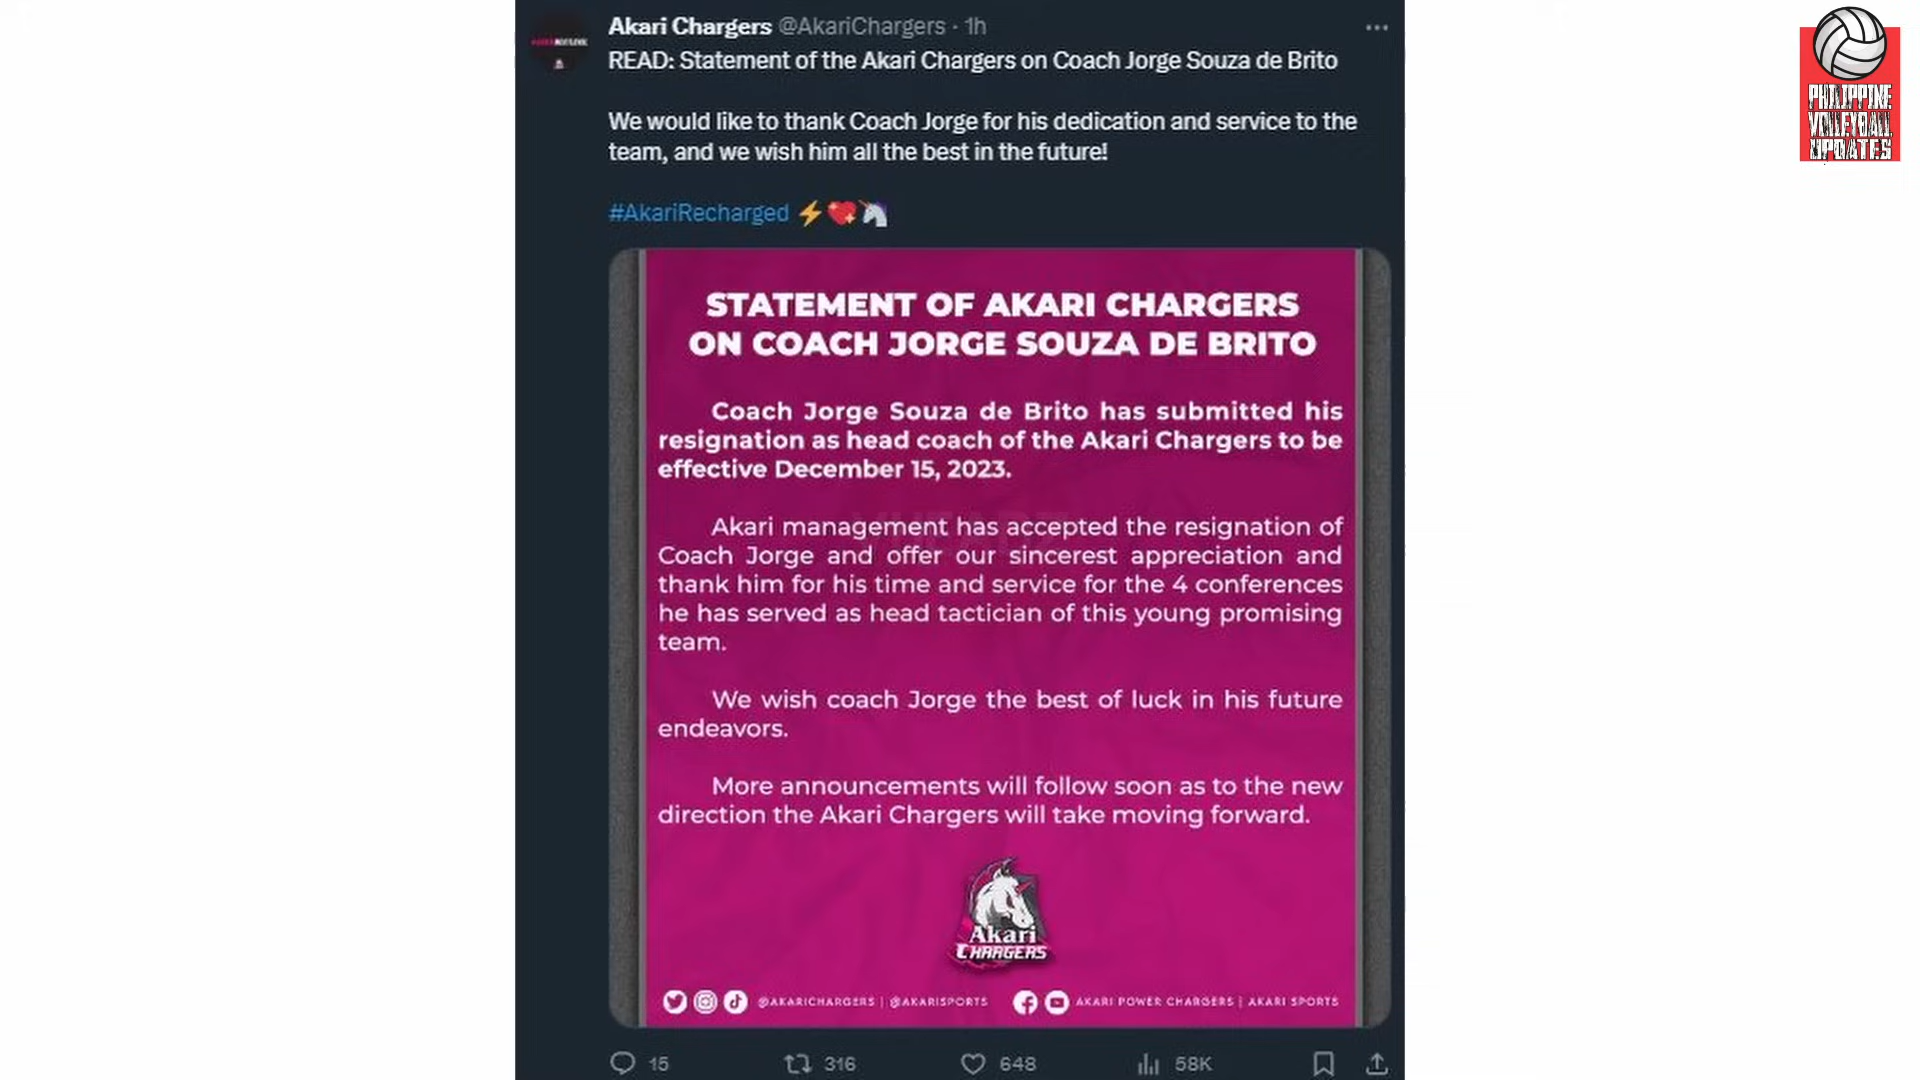 Akari Chargers @AkariChargers · 1h
READ: Statement of the Akari Chargers on Coach Jorge Souza de Brito
We would like to thank Coach Jorge for his dedication and service to the
team, and we wish him all the best in the future!
#AkariRecharged ⚡💖🦄
STATEMENT OF AKARI CHARGERS
ON COACH JORGE SOUZA DE BRITO
Coach Jorge Souza de Brito has submitted his
resignation as head coach of the Akari Chargers to be
effective December 15, 2023.
Akari management has accepted the resignation of
Coach Jorge and offer our sincerest appreciation and
thank him for his time and service for the 4 conferences
he has served as head tactician of this young promising
team.
We wish coach Jorge the best of luck in his future
endeavors.
More announcements will follow soon as to the new
direction the Akari Chargers will take moving forward.
Akari
CHARGERS
@AKARICHARGERS | @AKARISPORTS AKARI POWER CHARGERS | AKARI SPORTS
15 316 648 58K
PHILIPPINE
VOLLEYBALL
UPDATES